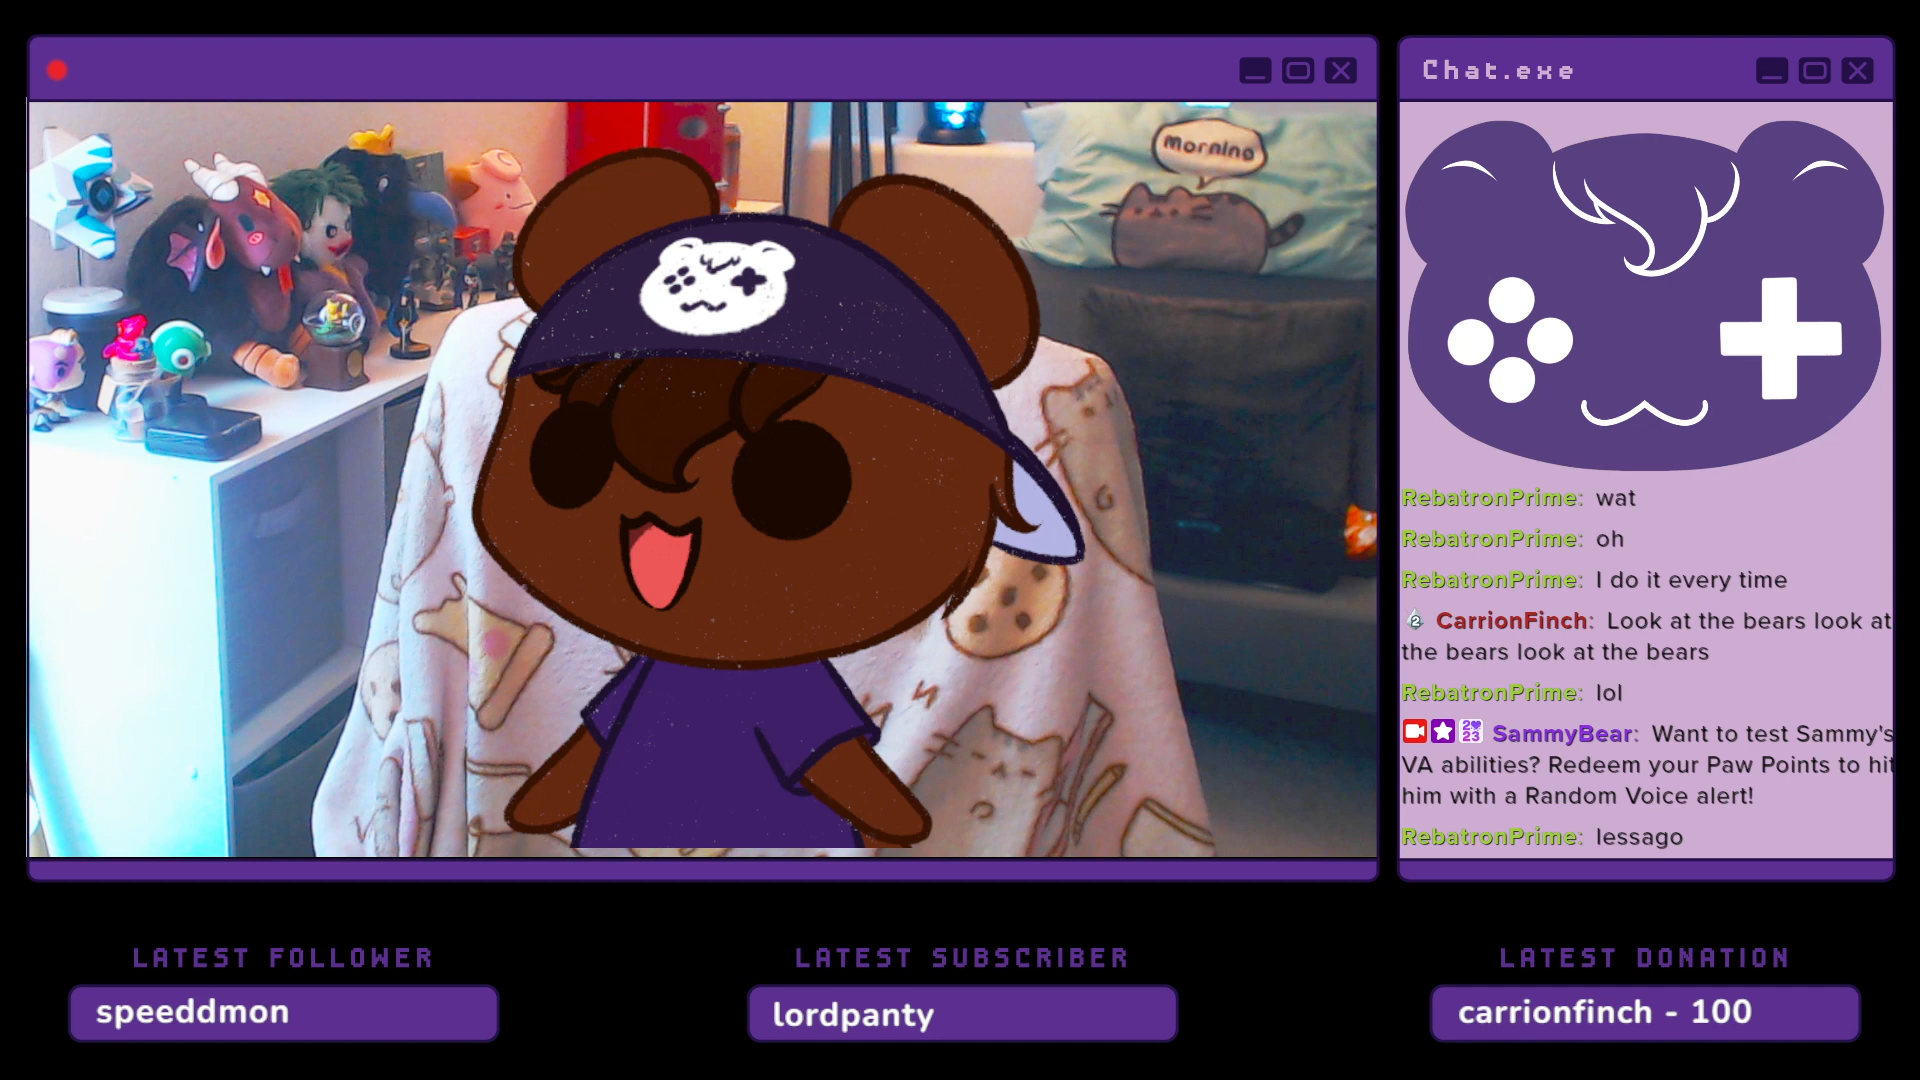 Chat.exe
Morning
RebatronPrime: wat
RebatronPrime: oh
RebatronPrime: I do it every time
2 CarrionFinch: Look at the bears look at
the bears look at the bears
RebatronPrime: lol
2023 SammyBear: Want to test Sammy's
VA abilities? Redeem your Paw Points to hit
him with a Random Voice alert!
RebatronPrime: lessago
LATEST FOLLOWER
speeddmon
LATEST SUBSCRIBER
lordpanty
LATEST DONATION
carrionfinch - 100